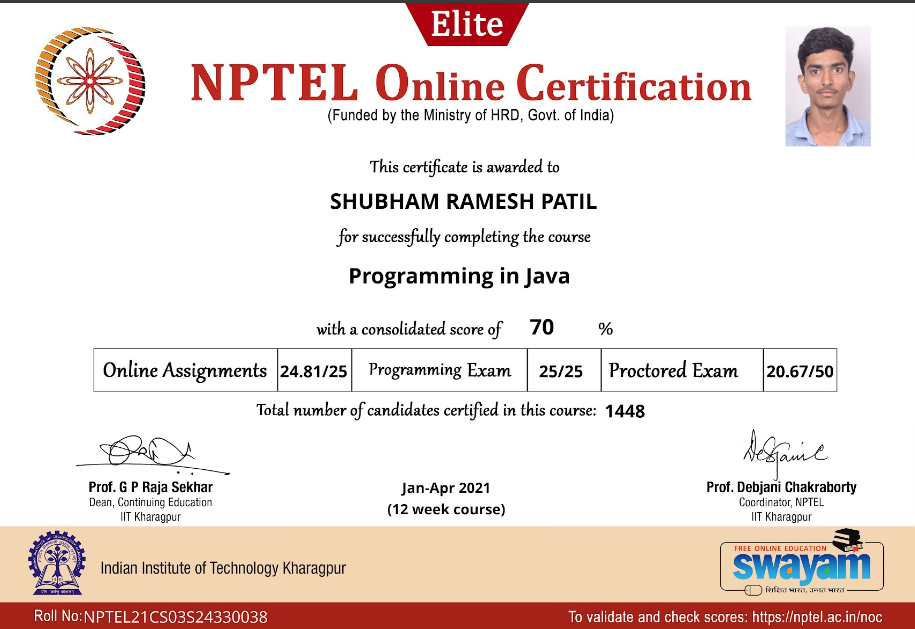 Elite
NPTEL Online Certification
(Funded by the Ministry of HRD, Govt. of India)
This certificate is awarded to
SHUBHAM RAMESH PATIL
for successfully completing the course
Programming in Java
with a consolidated score of 70 %
Online Assignments 24.81/25 Programming Exam 25/25 Proctored Exam 20.67/50
Total number of candidates certified in this course: 1448
Prof. G P Raja Sekhar
Dean, Continuing Education
IIT Kharagpur
Jan-Apr 2021
(12 week course)
Prof. Debjani Chakraborty
Coordinator, NPTEL
IIT Kharagpur
Indian Institute of Technology Kharagpur
FREE ONLINE EDUCATION
swayam
शिक्षित भारत, उन्नत भारत
Roll No: NPTEL21CS03S24330038
To validate and check scores: https://nptel.ac.in/noc